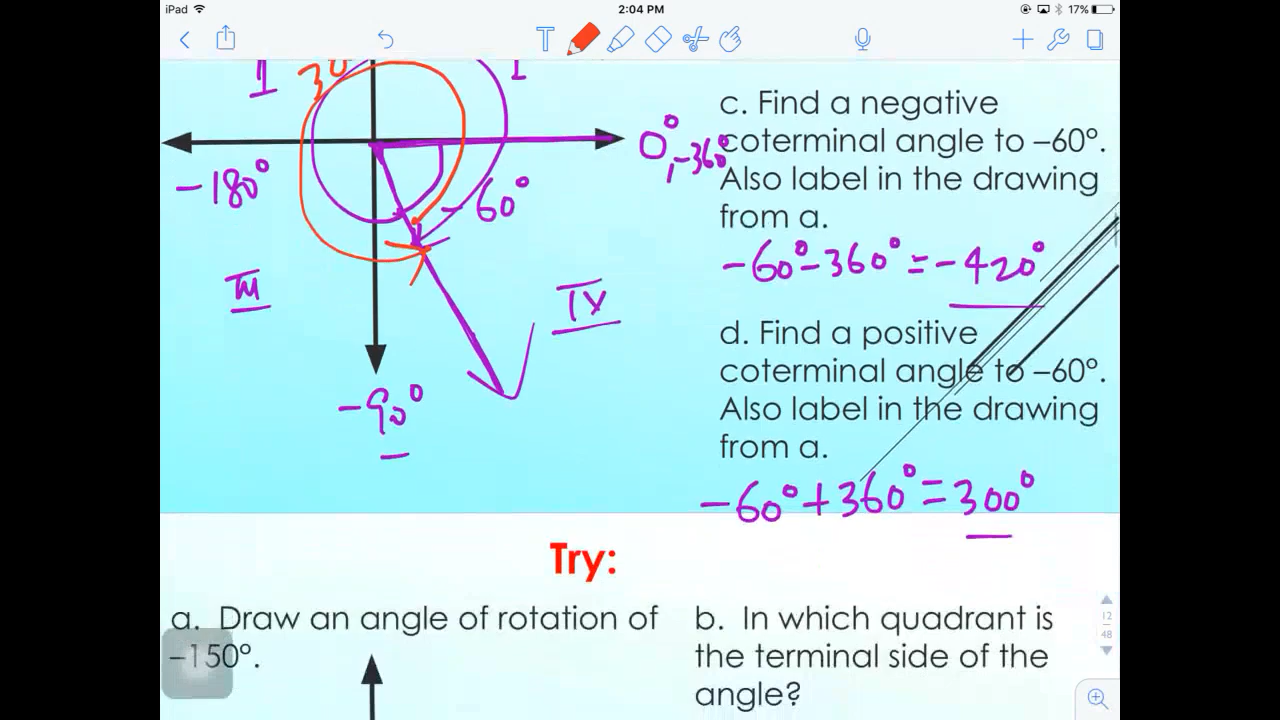 iPad 2:04 PM 17%
T
c. Find a negative
coterminal angle to –60°.
Also label in the drawing
from a.
-60°-360°=-420°
d. Find a positive
coterminal angle to –60°.
Also label in the drawing
from a.
-60°+360°=300°
0°,-360°
-180°
-60°
III
IV
-90°
Try:
a. Draw an angle of rotation of
–150°.
b. In which quadrant is
the terminal side of the
angle?
12
48